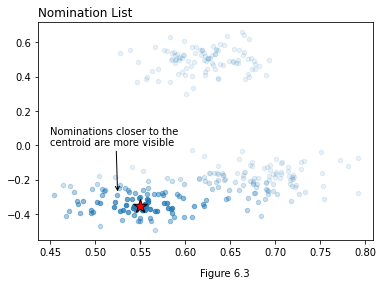 Nomination List
0.6
0.4
0.2
0.0
−0.2
−0.4
Nominations closer to the
centroid are more visible
0.45 0.50 0.55 0.60 0.65 0.70 0.75 0.80
Figure 6.3